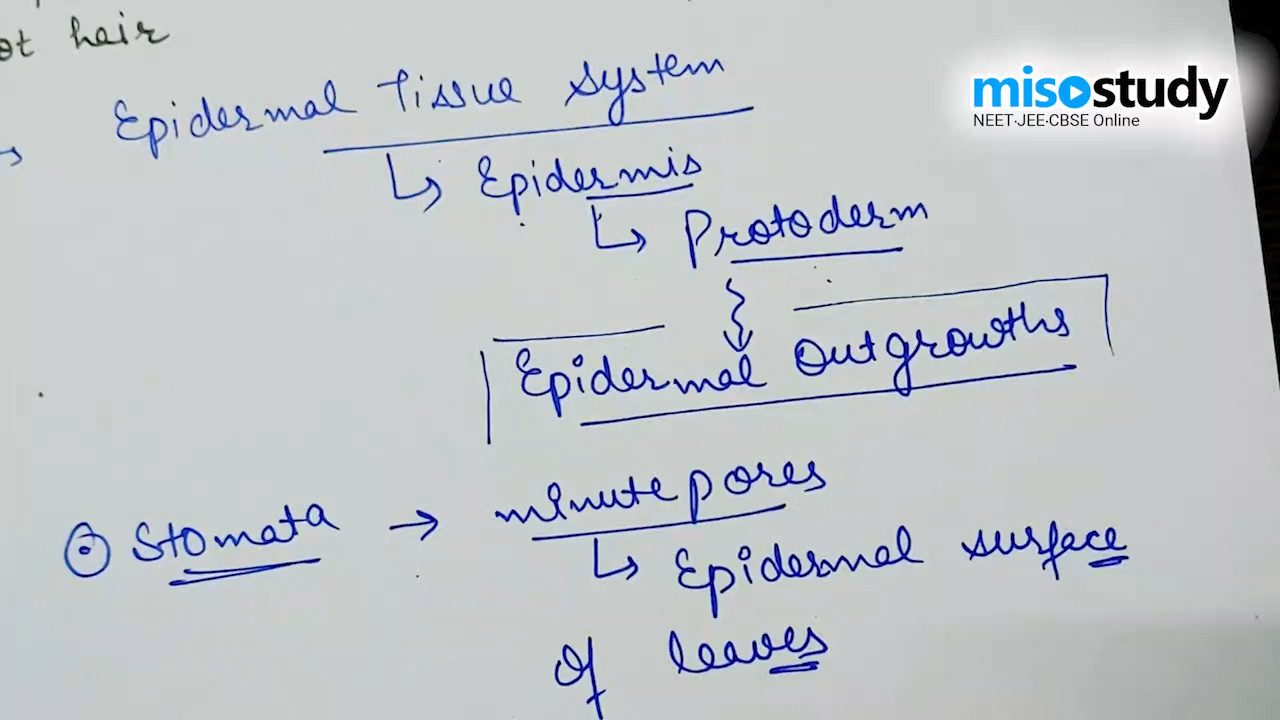 hair
misostudy
NEET·JEE·CBSE Online
Epidermal Tissue System
↳ Epidermis
↳ Protoderm
Epidermal Outgrowths
Stomata → minute pores
↳ Epidermal surface
of leaves